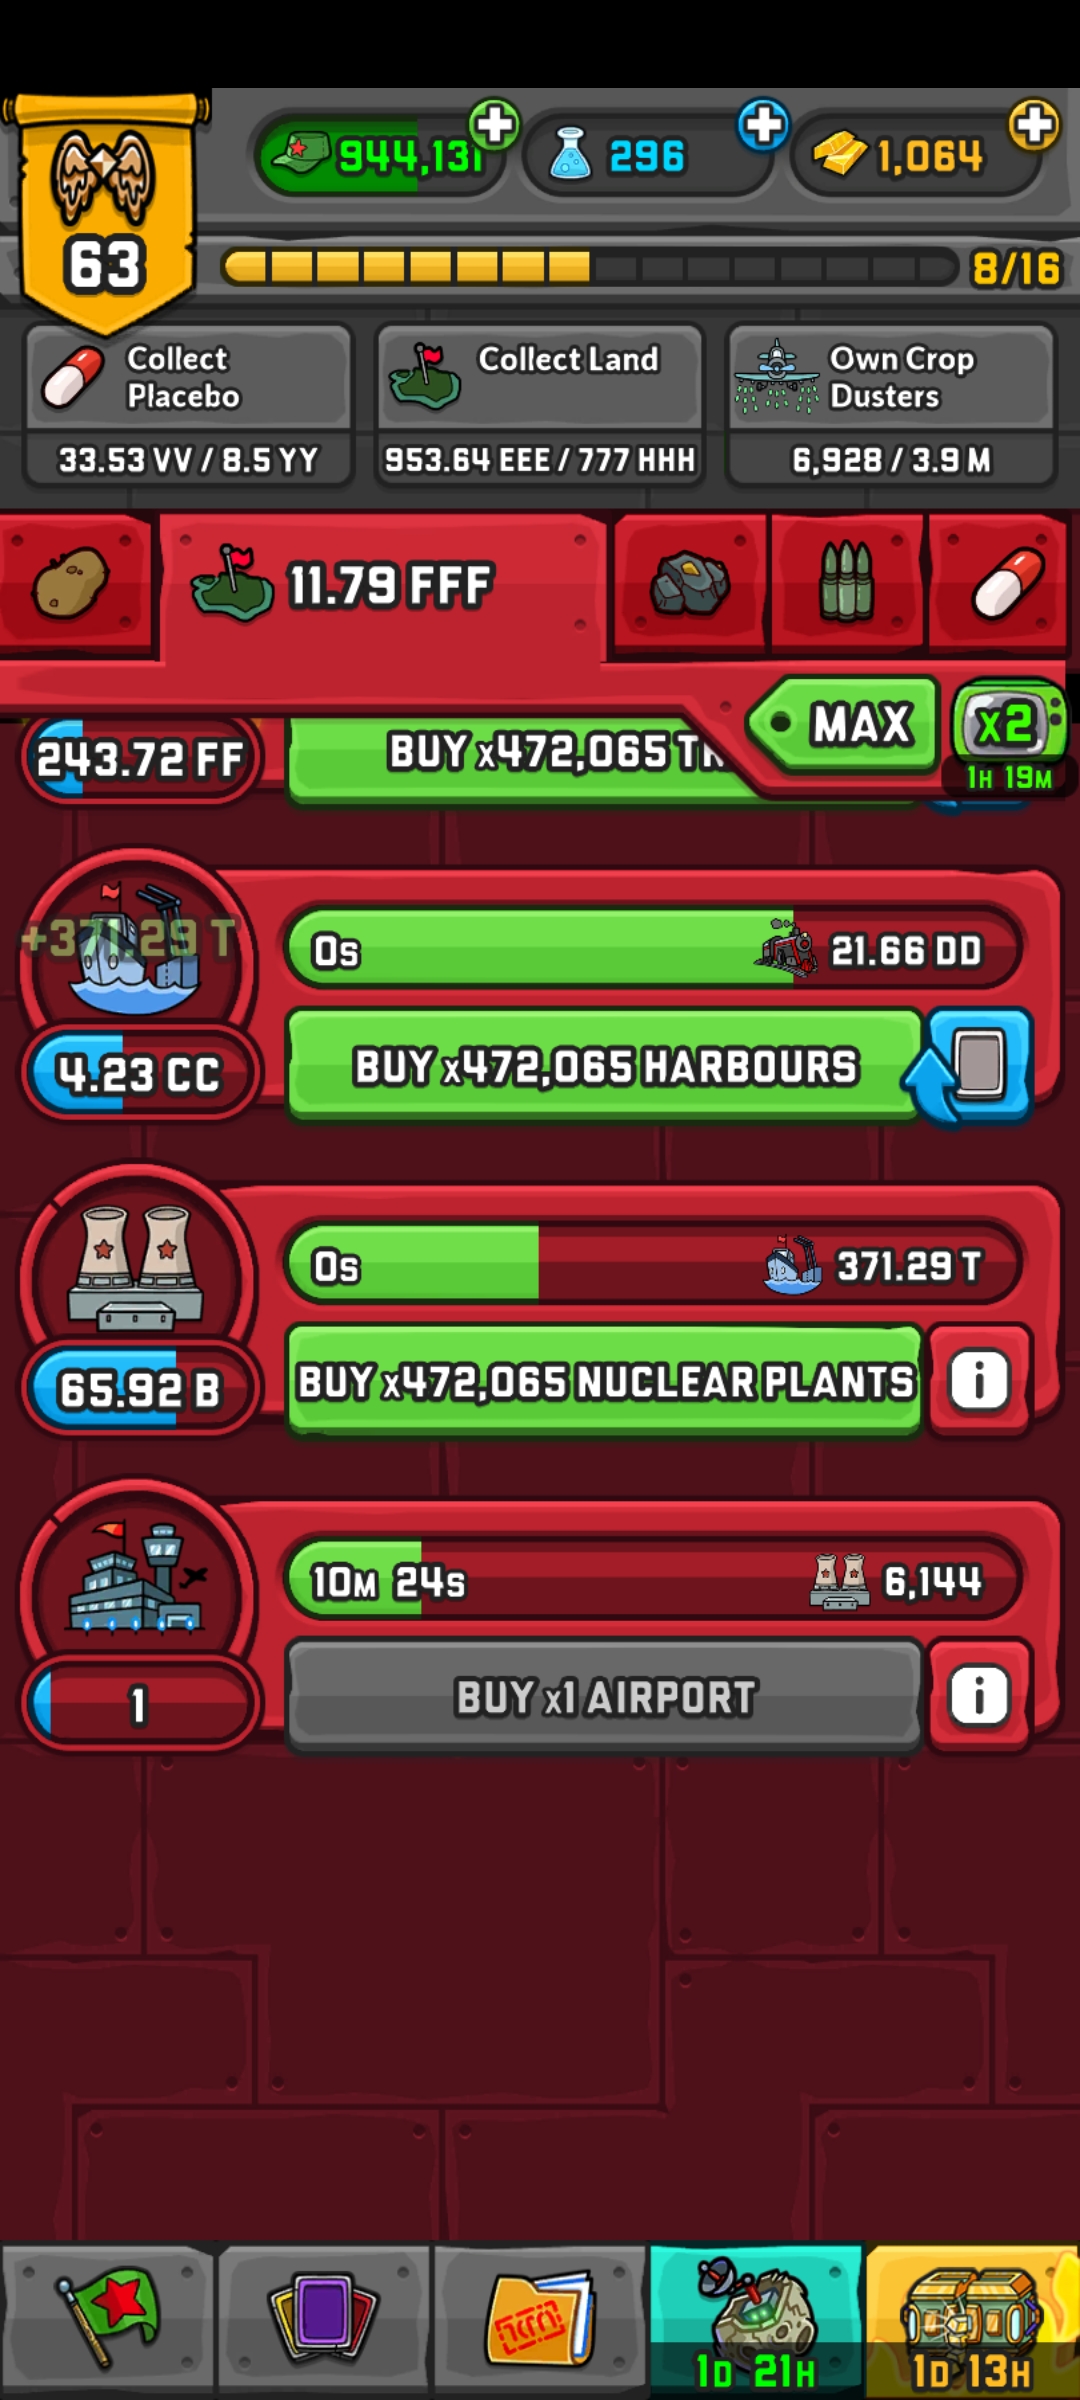 944,131
296
1,064
63
8/16
Collect
Placebo
33.53 VV / 8.5 YY
Collect Land
953.64 EEE / 777 HHH
Own Crop
Dusters
6,928 / 3.9 M
11.79 FFF
MAX
x2
1H 19M
243.72 FF
BUY x472,065
+371.29 T
0s
21.66 DD
4.23 CC
BUY x472,065 HARBOURS
0s
371.29 T
65.92 B
BUY x472,065 NUCLEAR PLANTS
i
10M 24s
6,144
1
BUY x1 AIRPORT
i
1D 21H
1D 13H